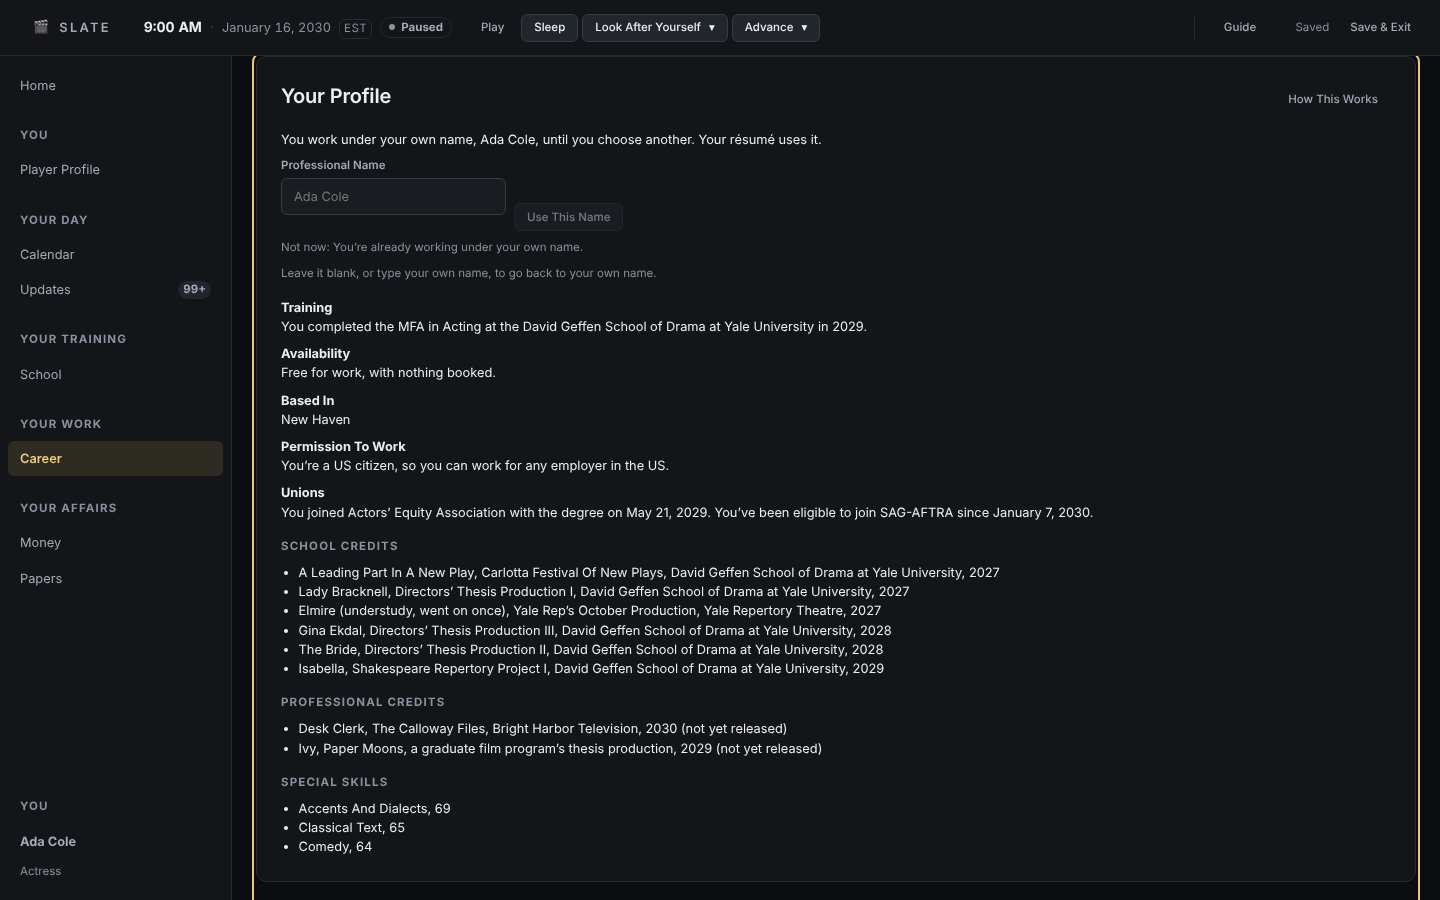 SLATE
9:00 AM · January 16, 2030 EST Paused
Play
Sleep
Look After Yourself ▾
Advance ▾
Guide
Saved
Save & Exit
Home
YOU
Player Profile
YOUR DAY
Calendar
Updates 99+
YOUR TRAINING
School
YOUR WORK
Career
YOUR AFFAIRS
Money
Papers
YOU
Ada Cole
Actress
Your Profile
How This Works
You work under your own name, Ada Cole, until you choose another. Your résumé uses it.
Professional Name
Ada Cole
Use This Name
Not now: You’re already working under your own name.
Leave it blank, or type your own name, to go back to your own name.
Training
You completed the MFA in Acting at the David Geffen School of Drama at Yale University in 2029.
Availability
Free for work, with nothing booked.
Based In
New Haven
Permission To Work
You’re a US citizen, so you can work for any employer in the US.
Unions
You joined Actors’ Equity Association with the degree on May 21, 2029. You’ve been eligible to join SAG-AFTRA since January 7, 2030.
SCHOOL CREDITS
• A Leading Part In A New Play, Carlotta Festival Of New Plays, David Geffen School of Drama at Yale University, 2027
• Lady Bracknell, Directors’ Thesis Production I, David Geffen School of Drama at Yale University, 2027
• Elmire (understudy, went on once), Yale Rep’s October Production, Yale Repertory Theatre, 2027
• Gina Ekdal, Directors’ Thesis Production III, David Geffen School of Drama at Yale University, 2028
• The Bride, Directors’ Thesis Production II, David Geffen School of Drama at Yale University, 2028
• Isabella, Shakespeare Repertory Project I, David Geffen School of Drama at Yale University, 2029
PROFESSIONAL CREDITS
• Desk Clerk, The Calloway Files, Bright Harbor Television, 2030 (not yet released)
• Ivy, Paper Moons, a graduate film program’s thesis production, 2029 (not yet released)
SPECIAL SKILLS
• Accents And Dialects, 69
• Classical Text, 65
• Comedy, 64